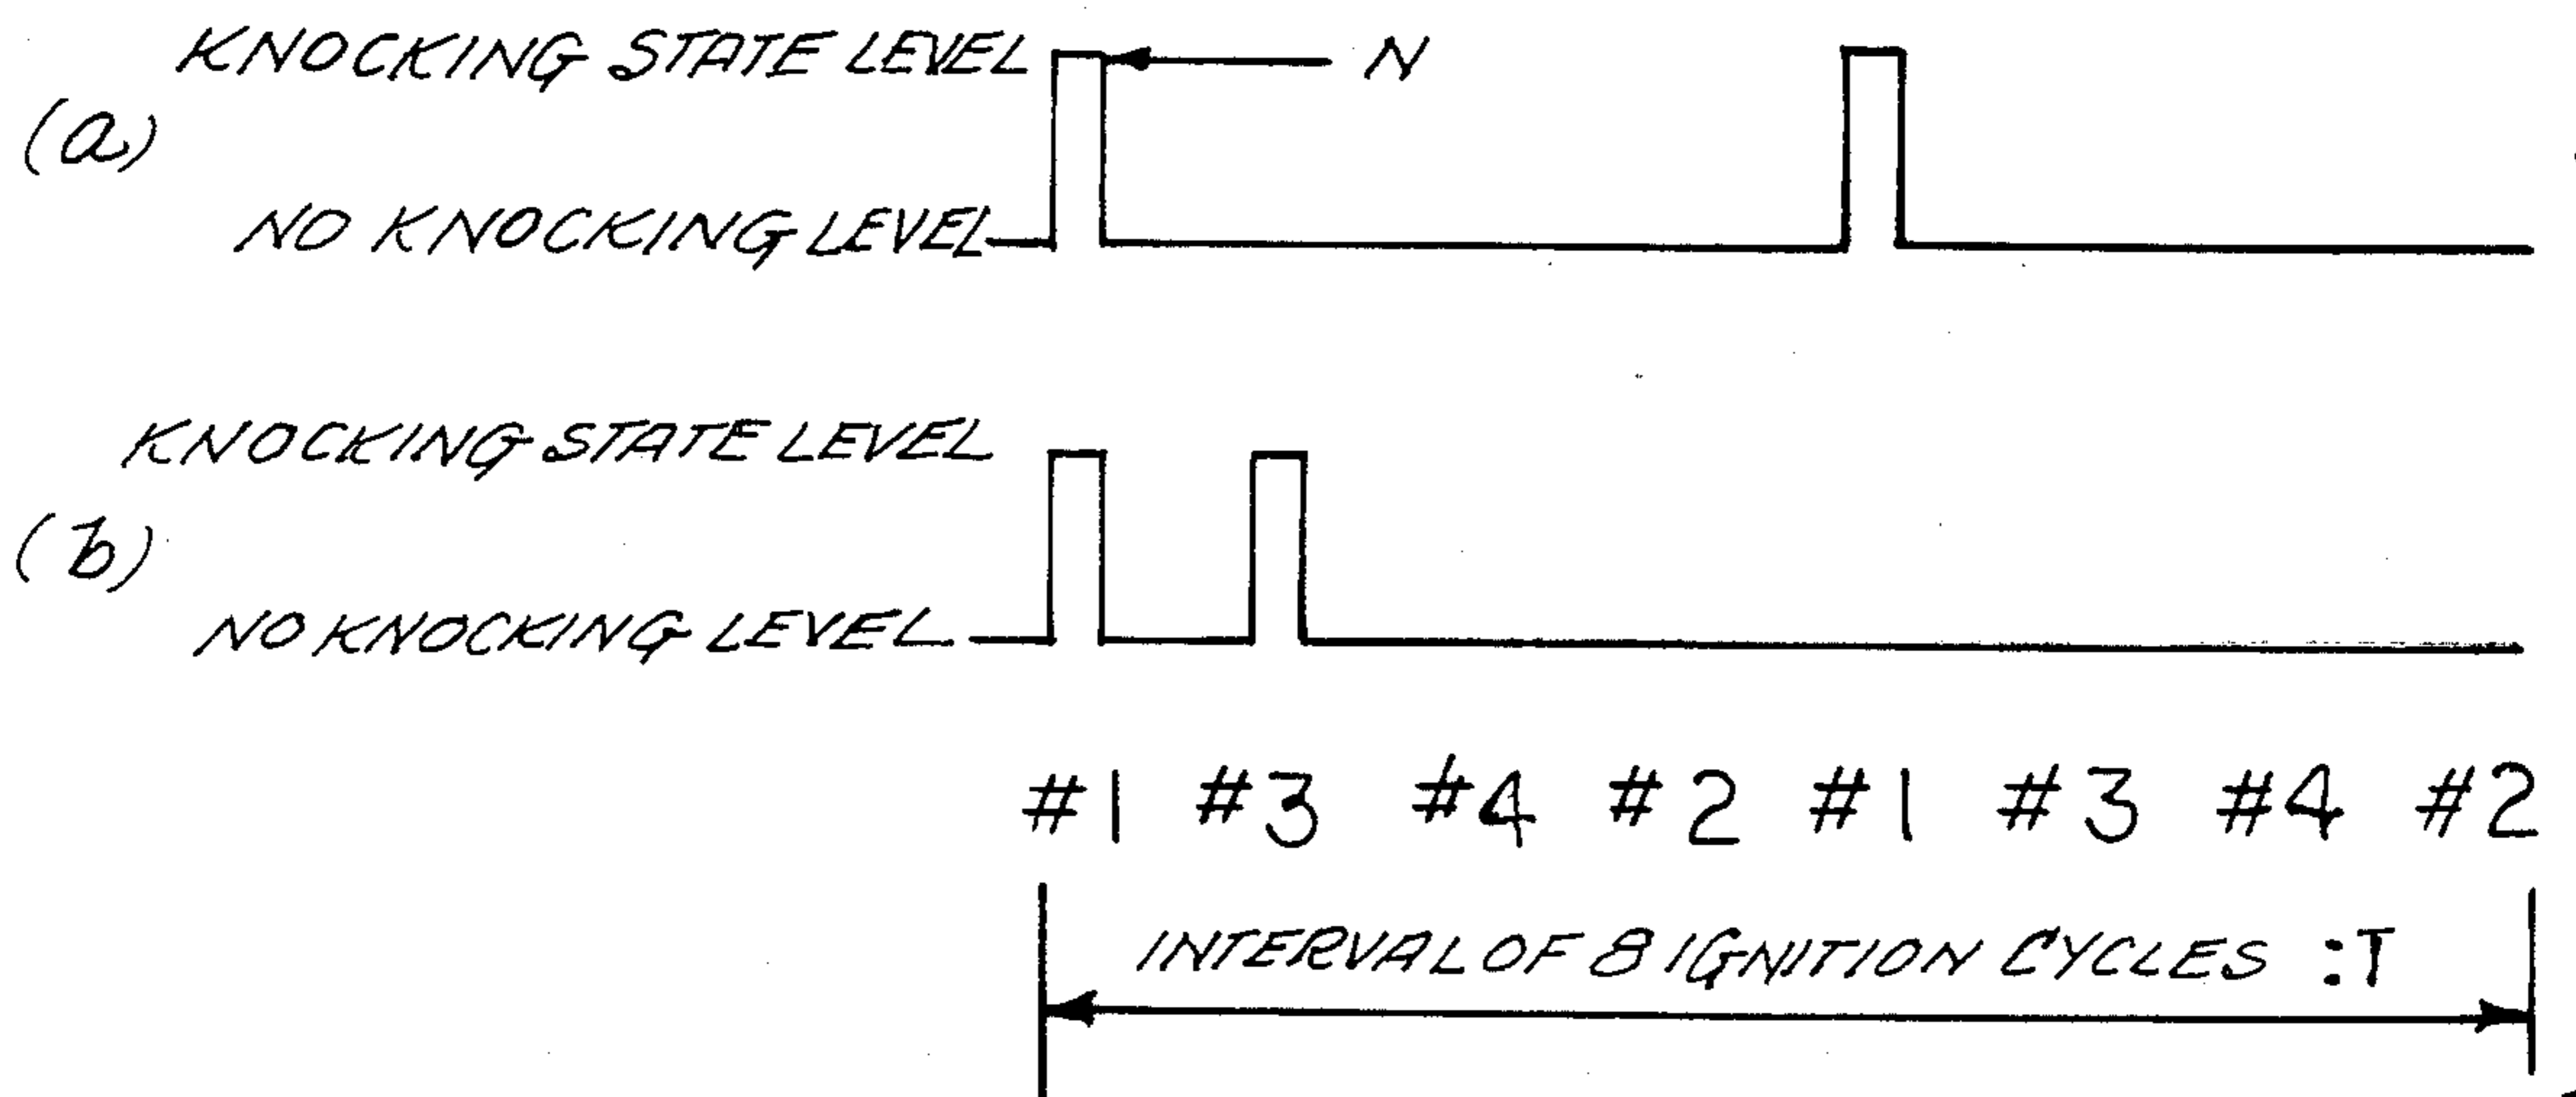 KNOCKING STATE LEVEL
N
(a)
NO KNOCKING LEVEL
KNOCKING STATE LEVEL
(b)
NO KNOCKING LEVEL
#1 #3 #4 #2 #1 #3 #4 #2
INTERVAL OF 8 IGNITION CYCLES :T